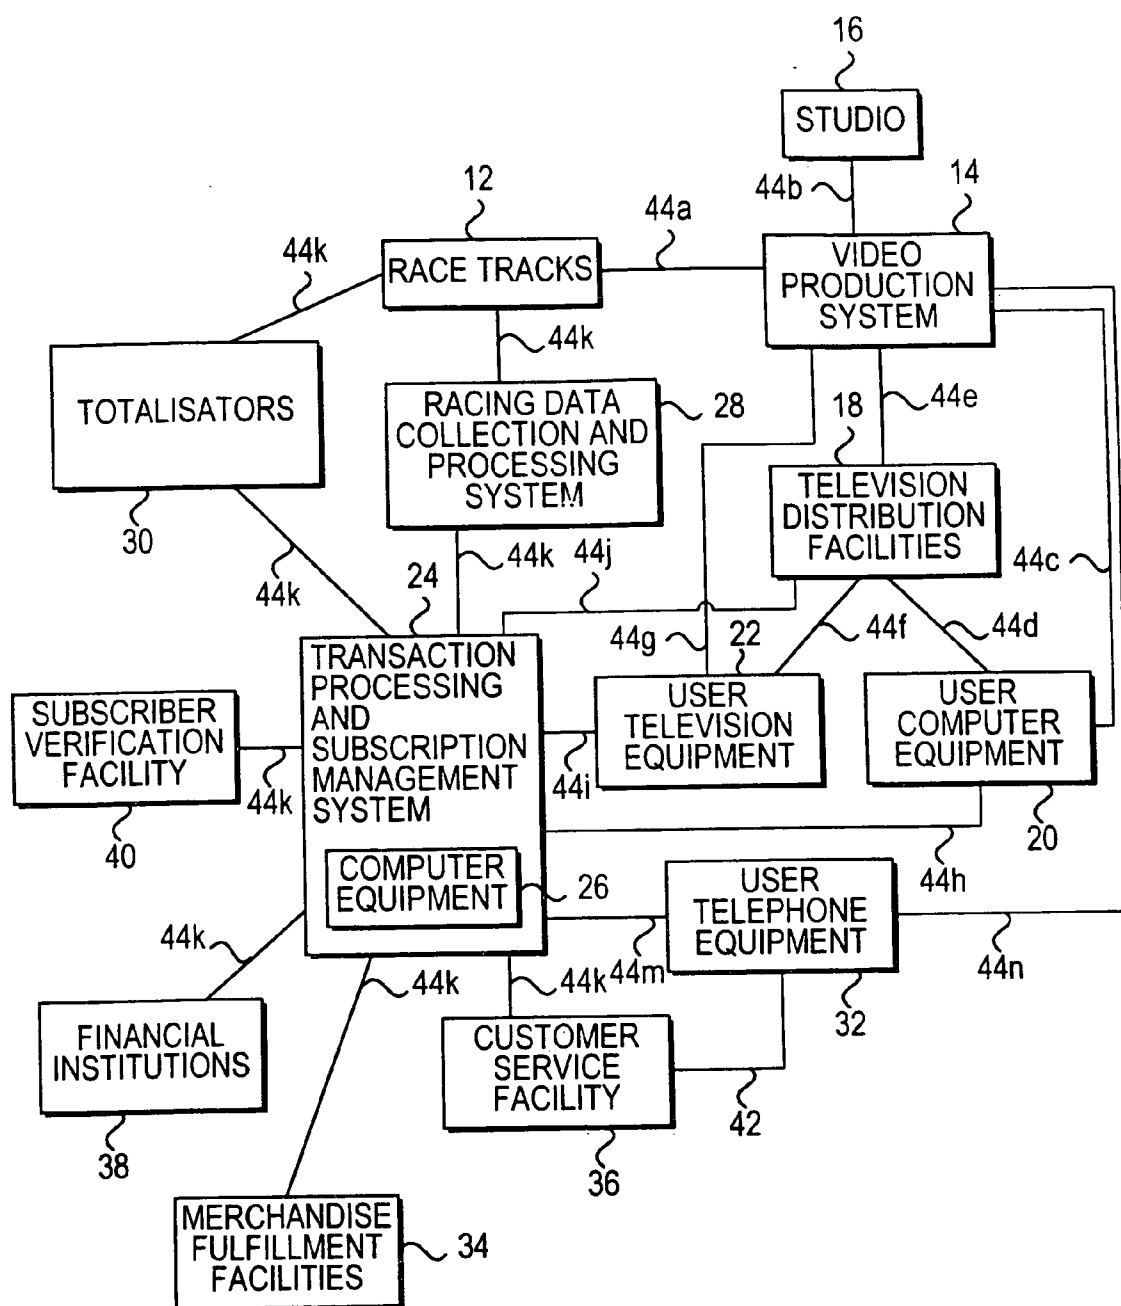 16
STUDIO
44b
14
12
44a
VIDEO
PRODUCTION
SYSTEM
44k
RACE TRACKS
44k
TOTALISATORS
RACING DATA
COLLECTION AND
PROCESSING
SYSTEM
28
18
44e
TELEVISION
DISTRIBUTION
FACILITIES
30
44k
24
44k
44j
44c
44g
22
44f
44d
TRANSACTION
PROCESSING
AND
SUBSCRIPTION
MANAGEMENT
SYSTEM
SUBSCRIBER
VERIFICATION
FACILITY
44k
40
USER
TELEVISION
EQUIPMENT
44i
USER
COMPUTER
EQUIPMENT
20
44h
COMPUTER
EQUIPMENT
26
USER
TELEPHONE
EQUIPMENT
44m
44n
32
44k
44k
44k
FINANCIAL
INSTITUTIONS
38
CUSTOMER
SERVICE
FACILITY
42
36
MERCHANDISE
FULFILLMENT
FACILITIES
34